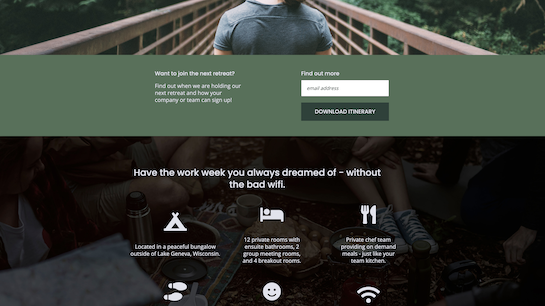 Want to join the next retreat?
Find out when we are holding our
next retreat and how your
company or team can sign up!
Find out more
email address
DOWNLOAD ITINERARY
Have the work week you always dreamed of - without
the bad wifi.
Located in a peaceful bungalow
outside of Lake Geneva, Wisconsin.
12 private rooms with
ensuite bathrooms, 2
group meeting rooms,
and 4 breakout rooms.
Private chef team
providing on demand
meals - just like your
team kitchen.